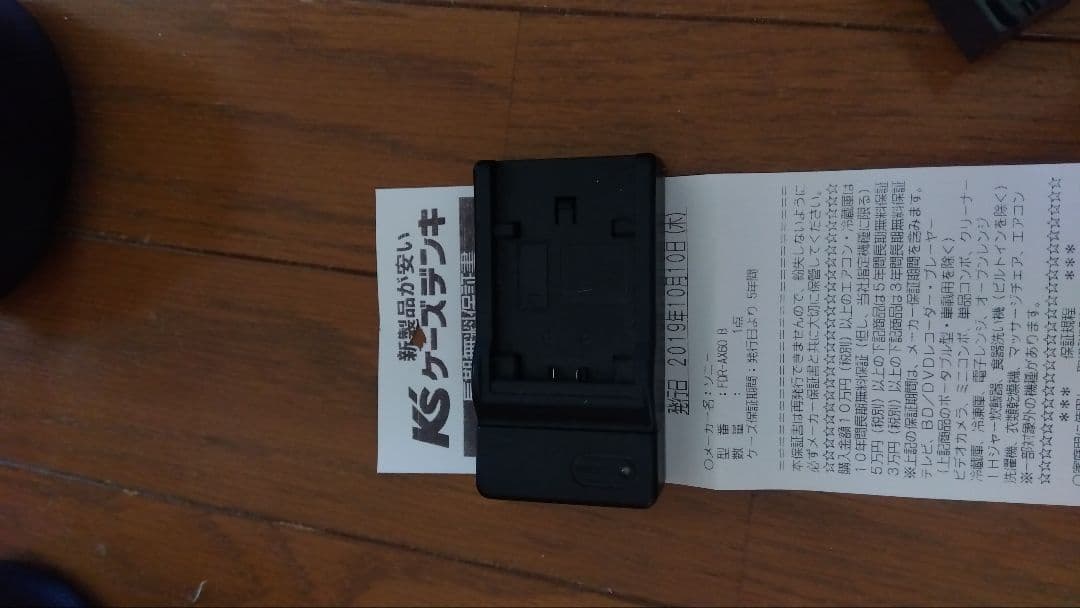 新製品が安い
K's ケーズデンキ
長期無料保証書
発行日 2019年10月10日(木)
○メーカー名:ソニー
型 番 :FDR-AX60 B
数 量 : 1点
ケーズ保証期間:発行日より 5年間
==============================
本保証書は再発行できませんので、紛失しないように
必ずメーカー保証書と共に大切に保管してください。
☆☆☆☆☆☆☆☆☆☆☆☆☆☆☆☆☆☆☆☆☆☆☆☆
購入金額10万円(税別)以上のエアコン・冷蔵庫は
10年間長期無料保証(但し、当社指定機種に限る)
5万円(税別)以上の下記商品は5年間長期無料保証
3万円(税別)以上の下記商品は3年間長期無料保証
※上記の保証期間は、メーカー保証期間を含みます。
テレビ、BD/DVDレコーダー・プレーヤー
(上記商品のポータブル型・車載用を除く)
ビデオカメラ、ミニコンポ、単品コンポ、クリーナー
冷蔵庫、冷凍庫、電子レンジ、オーブンレンジ
IHジャー炊飯器、食器洗い機(ビルトインを除く)
洗濯機、衣類乾燥機、マッサージチェア、エアコン
※一部対象外の機種があります。
☆☆☆☆☆☆☆☆☆☆☆☆☆☆☆☆☆☆☆☆☆☆☆☆
*** 保証規程 ***